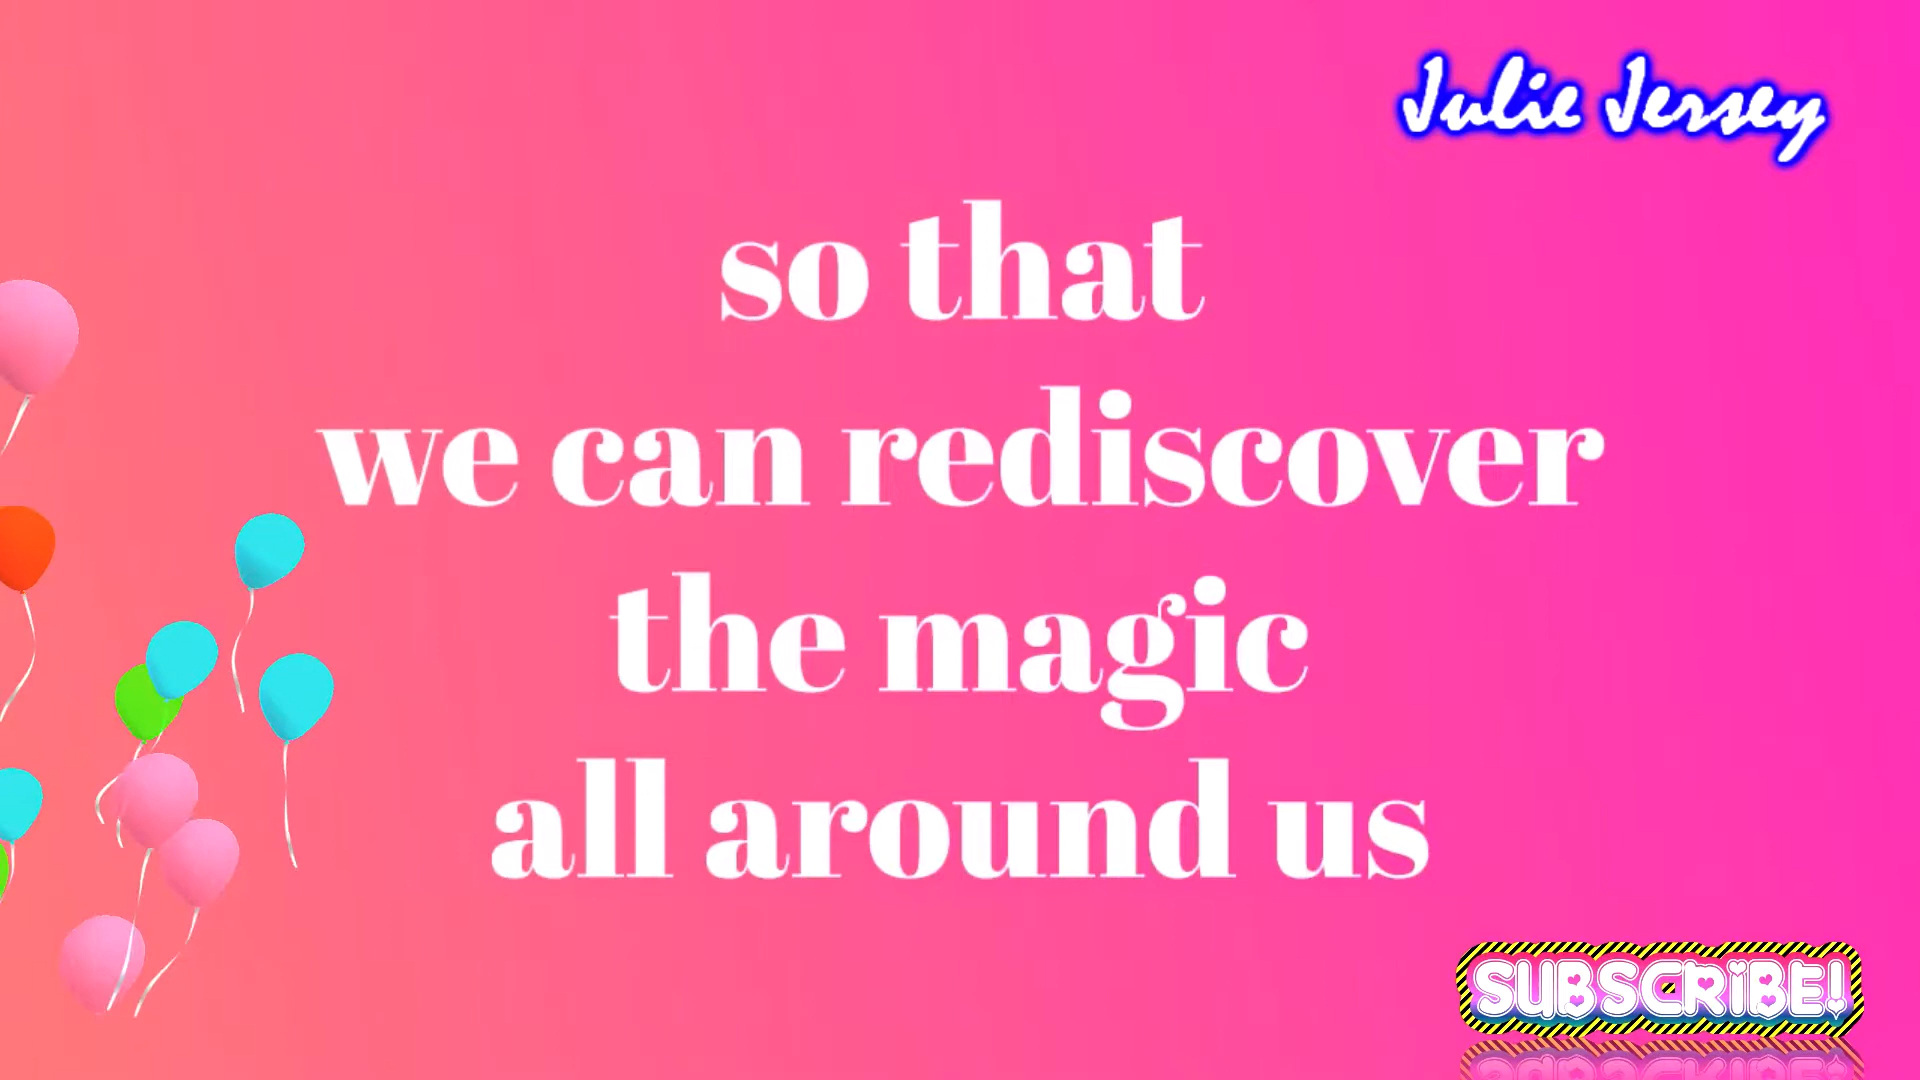 Julie Jersey
so that
we can rediscover
the magic
all around us
SUBSCRIBE!